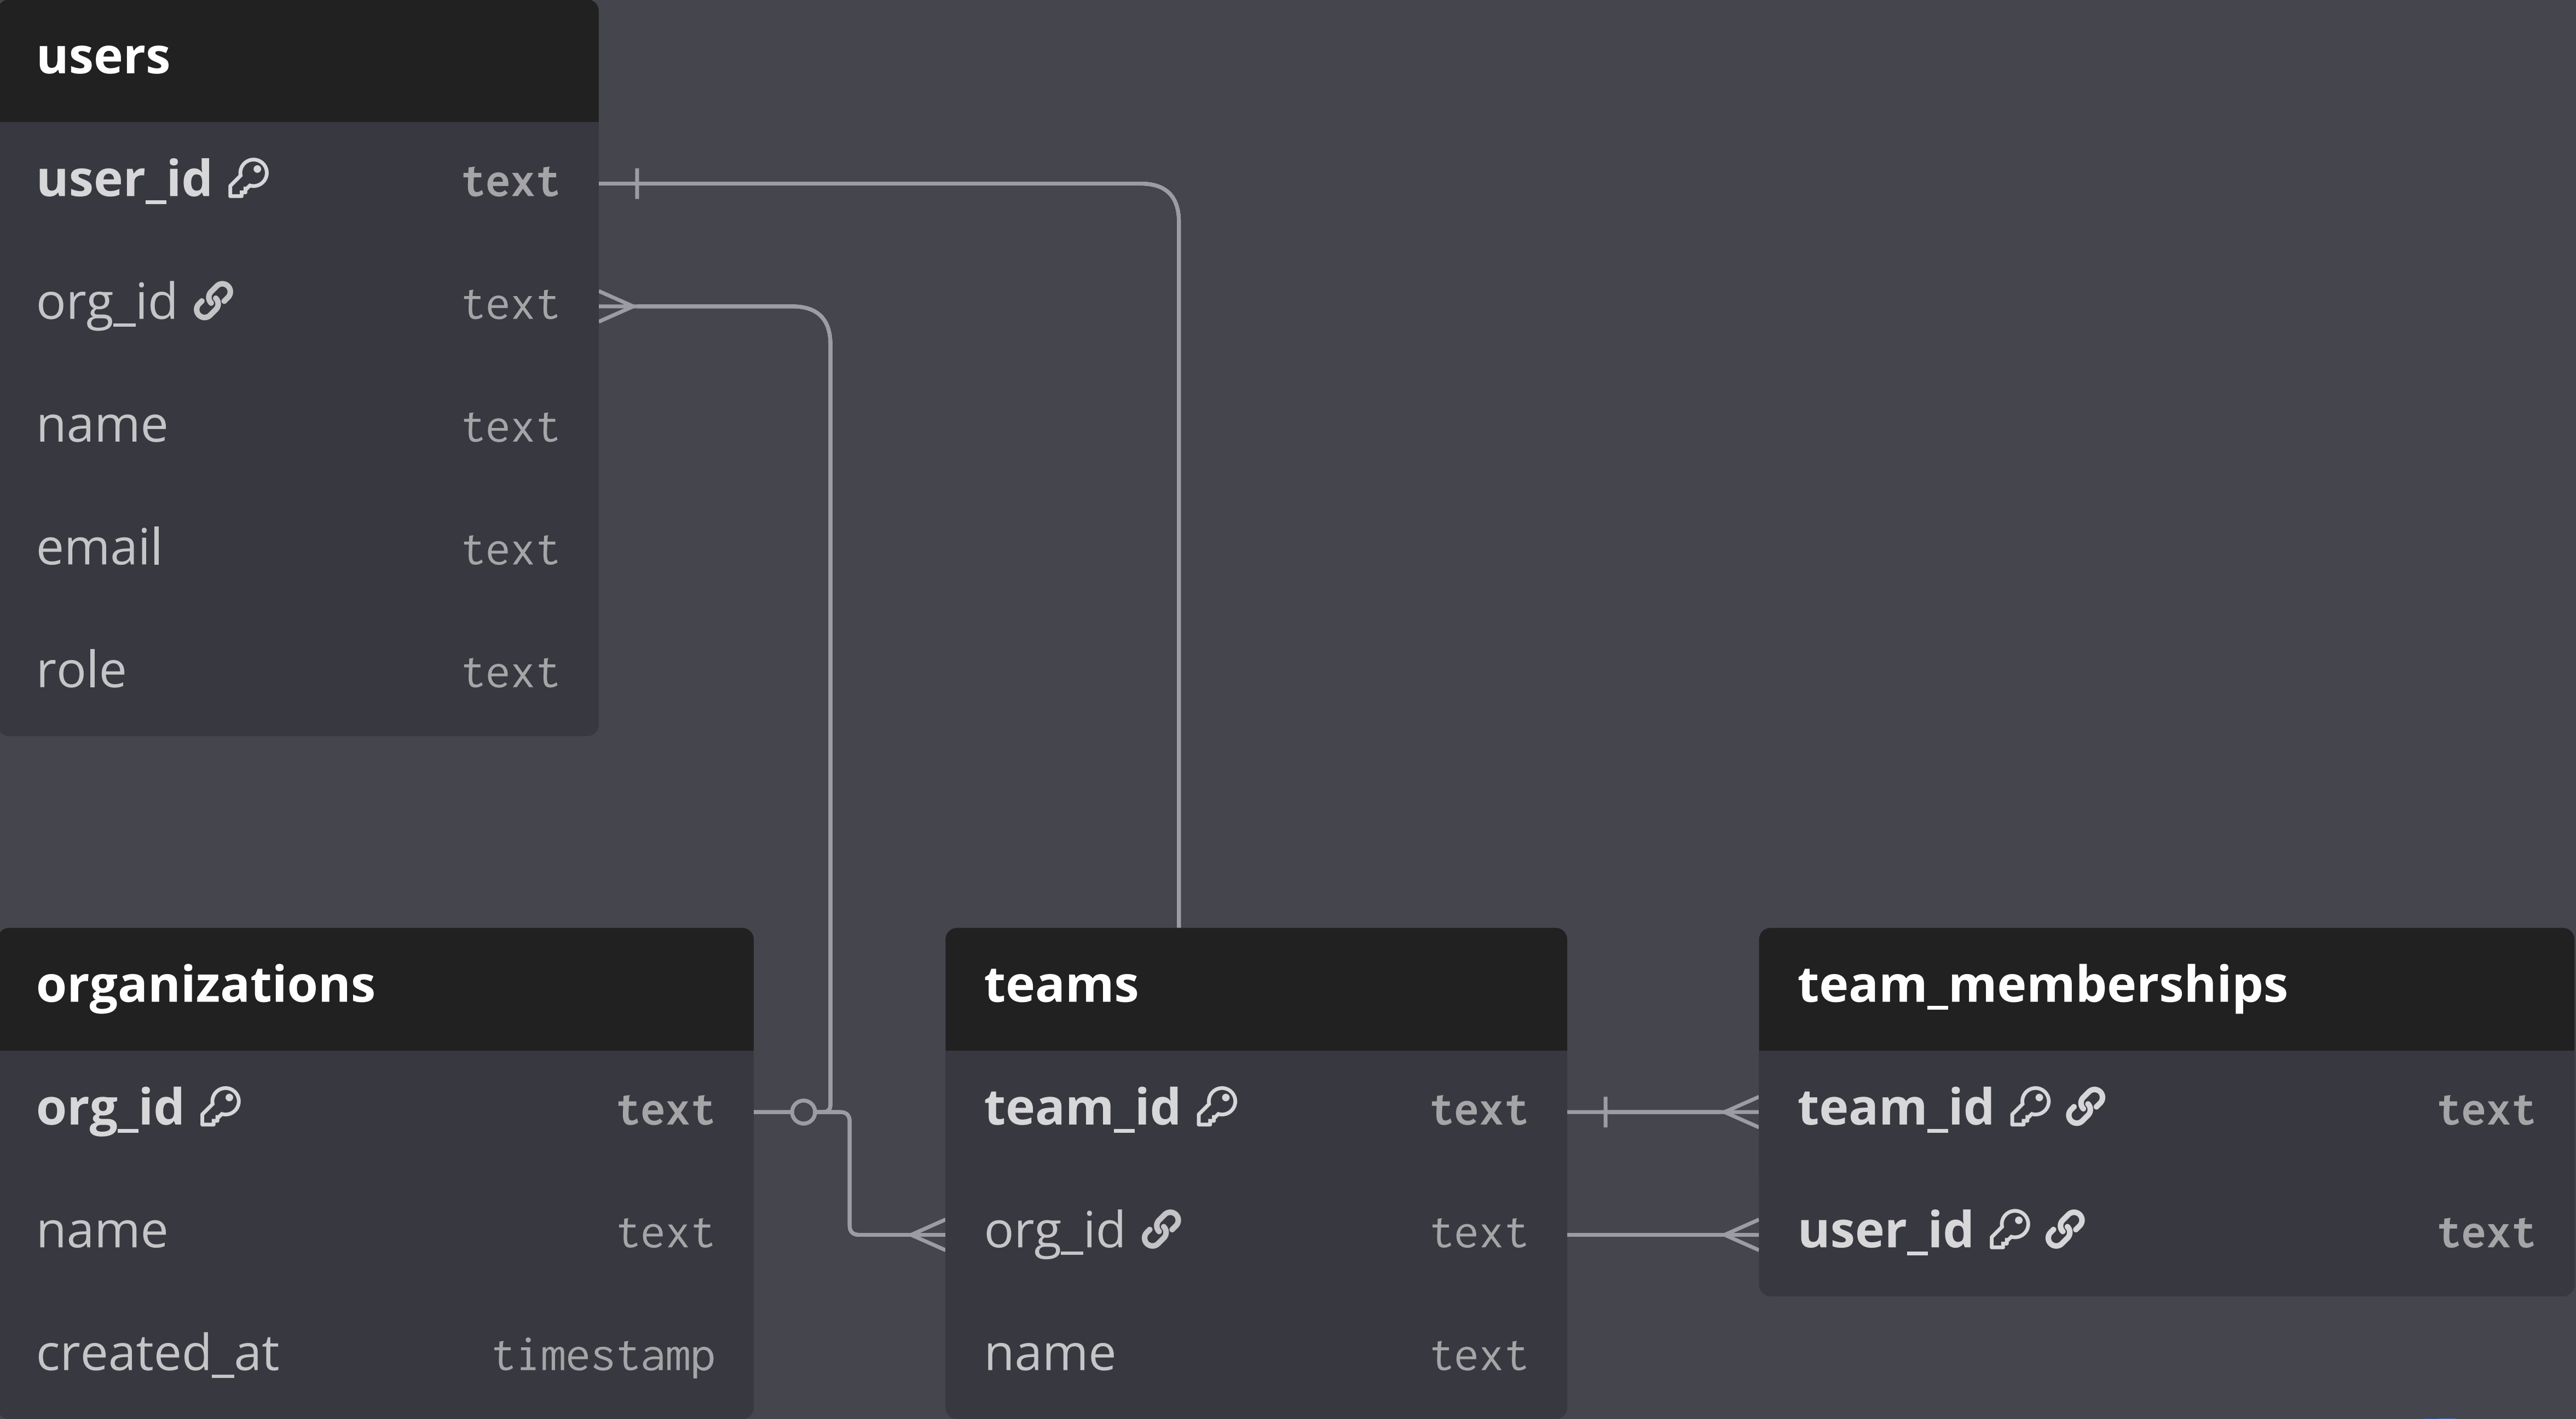 users
user_id text
org_id text
name text
email text
role text
organizations
org_id text
name text
created_at timestamp
teams
team_id text
org_id text
name text
team_memberships
team_id text
user_id text